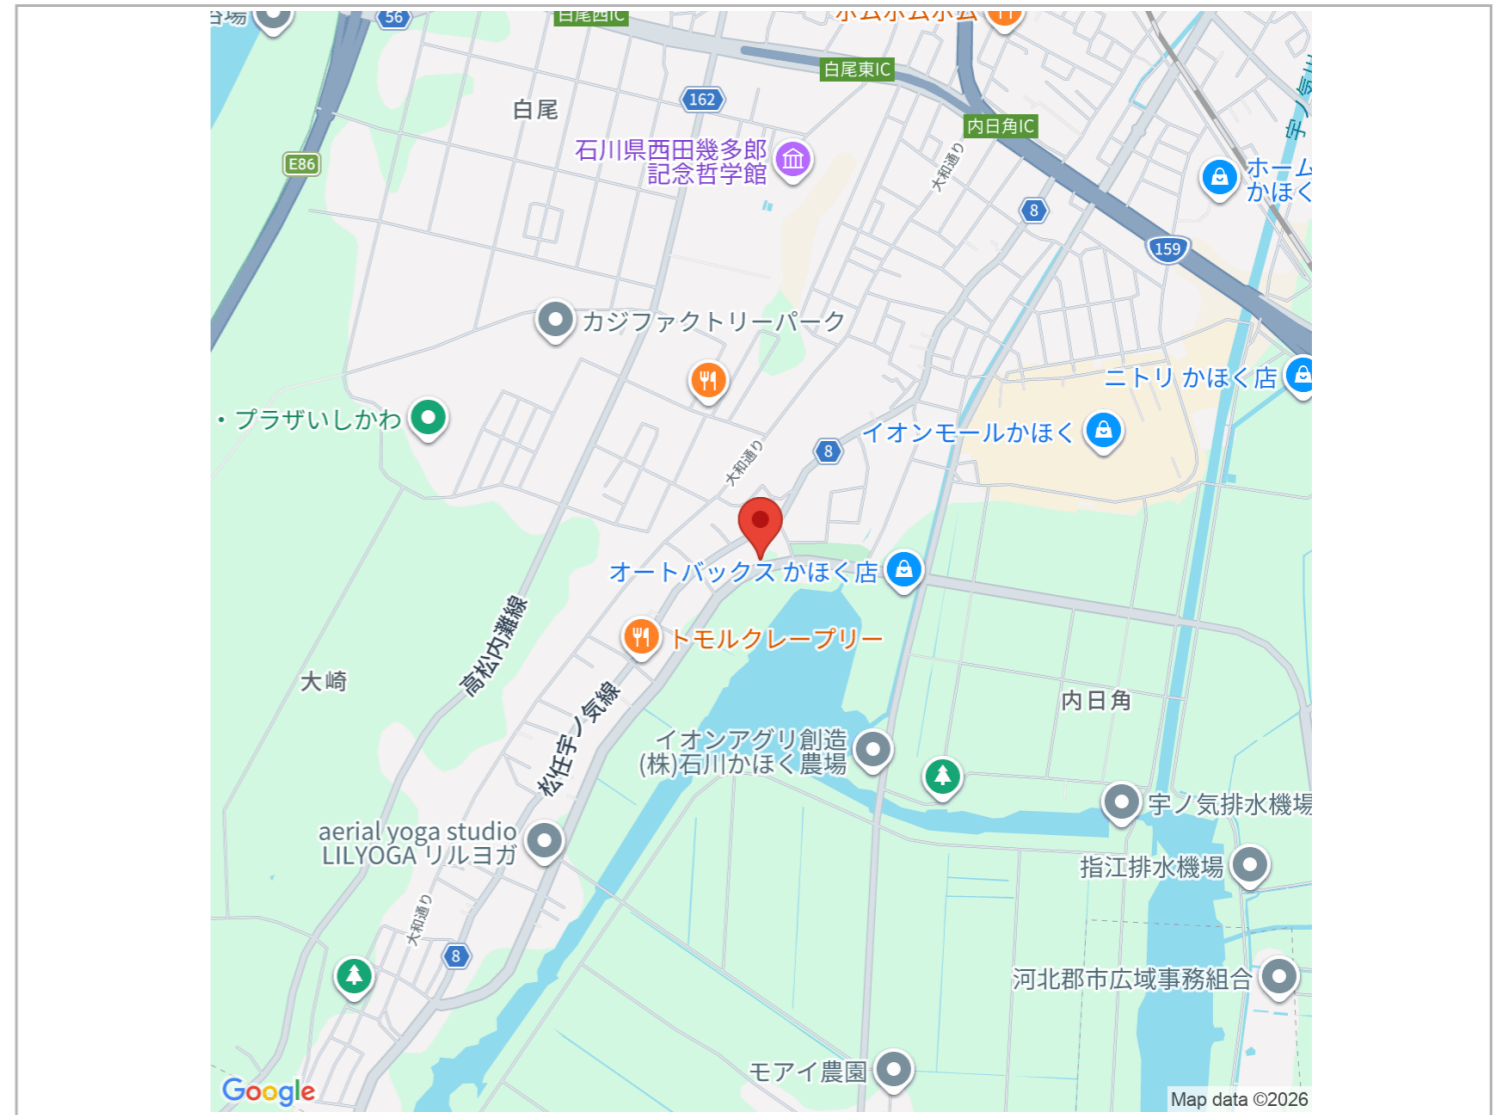 56
白尾西IC
ホムホムホム
白尾東IC
162
白尾
内日角IC
石川県西田幾多郎
記念哲学館
E86
大和通り
ホーム
かほく
8
159
カジファクトリーパーク
ニトリ かほく店
・プラザいしかわ
イオンモールかほく
8
大和通り
オートバックス かほく店
トモルクレープリー
高松内灘線
大崎
内日角
松任宇ノ気線
イオンアグリ創造
(株)石川かほく農場
宇ノ気排水機場
aerial yoga studio
LILYOGA リルヨガ
指江排水機場
大和通り
8
河北郡市広域事務組合
モアイ農園
Google
Map data ©2026